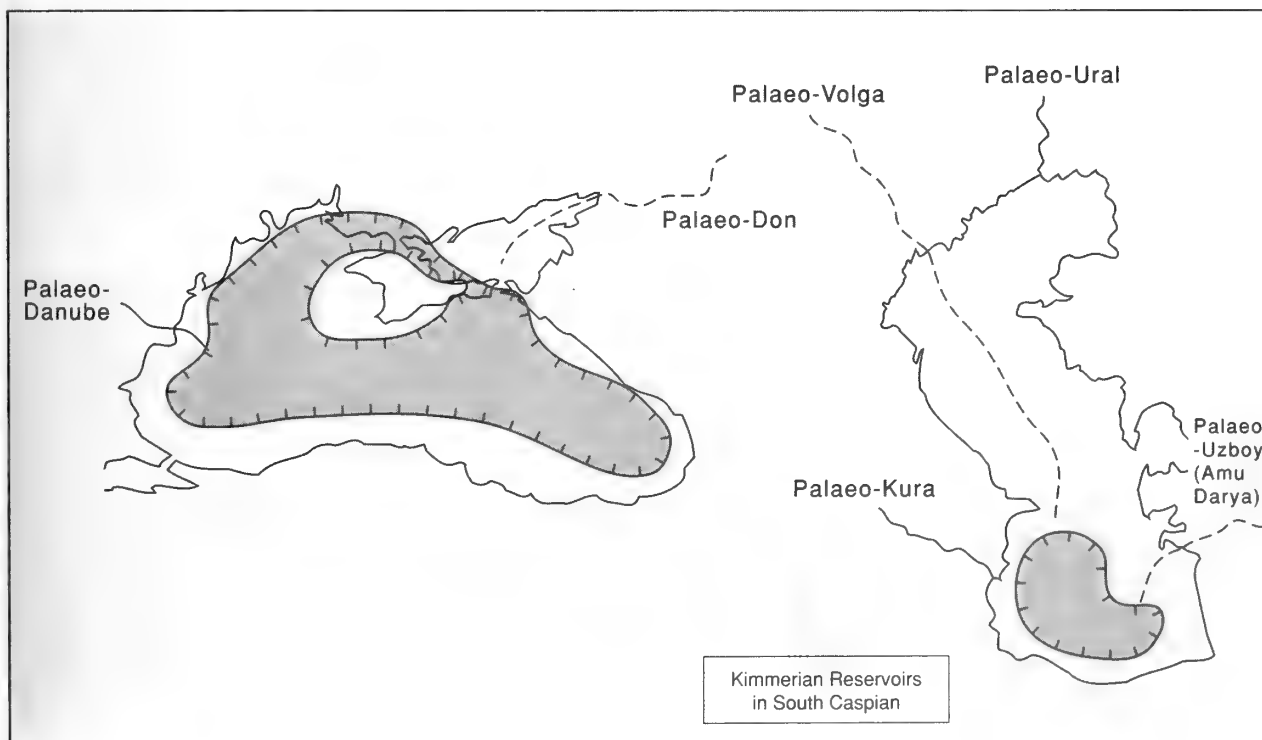 Palaeo-Ural
Palaeo-Volga
Palaeo-Don
Palaeo-
Danube
Palaeo
-Uzboy
(Amu
Darya)
Palaeo-Kura
Kimmerian Reservoirs
in South Caspian